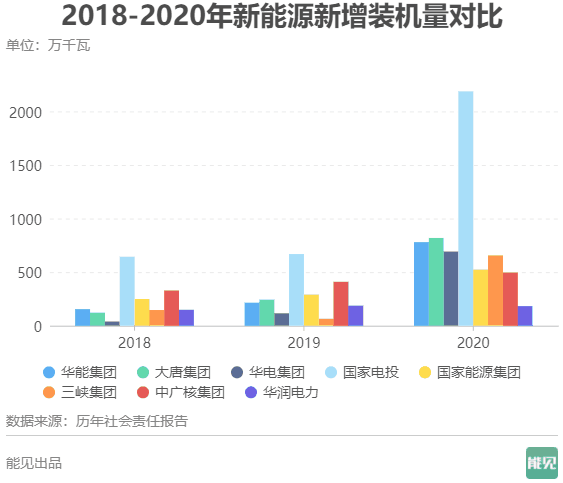 2018-2020年新能源新增装机量对比
单位：万千瓦
2000
1500
1000
500
0
2018 2019 2020
华能集团 大唐集团 华电集团 国家电投 国家能源集团
三峡集团 中广核集团 华润电力
数据来源：历年社会责任报告
能见出品
能见